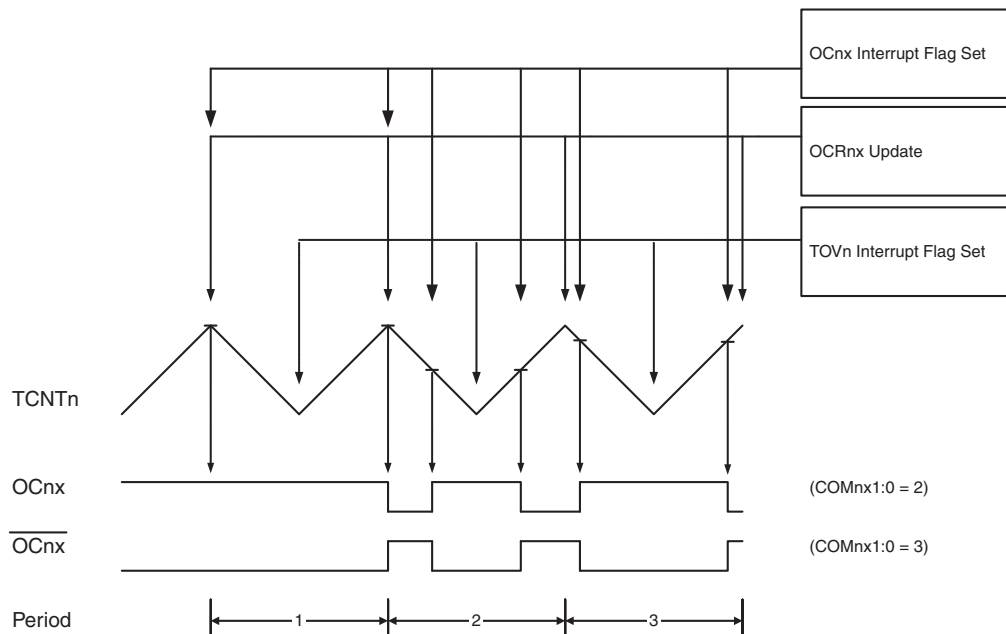 OCnx Interrupt Flag Set
OCRnx Update
TOVn Interrupt Flag Set
TCNTn
OCnx (COMnx1:0 = 2)
OCnx (COMnx1:0 = 3)
Period 1 2 3